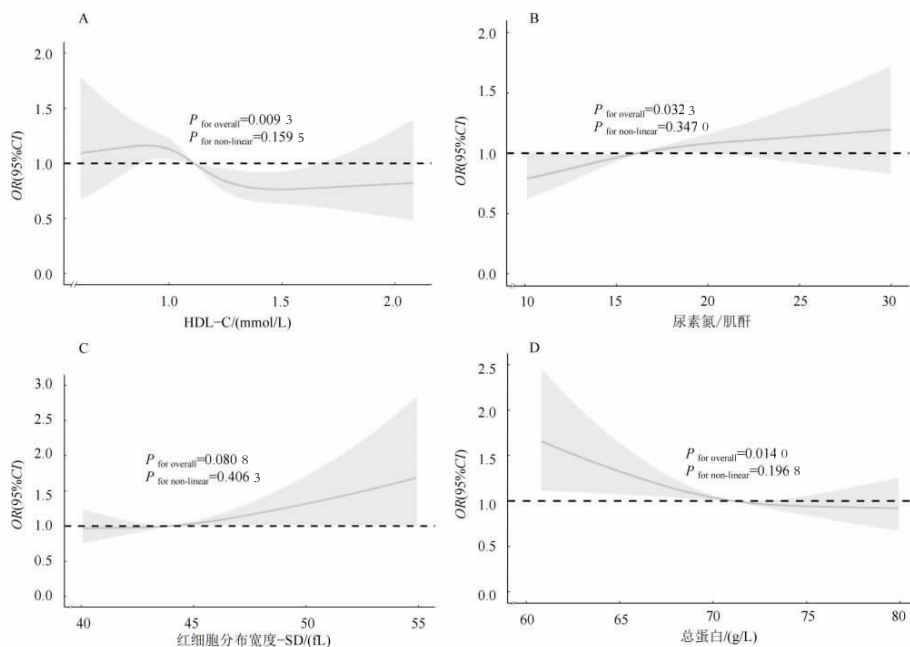 A
OR(95%CI)
2.0
1.5
1.0
0.5
0.0
P for overall=0.009 3
P for non-linear=0.159 5
1.0 1.5 2.0
HDL-C/(mmol/L)
B
OR(95%CI)
2.0
1.5
1.0
0.5
0.0
P for overall=0.032 3
P for non-linear=0.347 0
10 15 20 25 30
尿素氮/肌酐
C
OR(95%CI)
3.0
2.5
2.0
1.5
1.0
0.5
0.0
P for overall=0.080 8
P for non-linear=0.406 3
40 45 50 55
红细胞分布宽度-SD/(fL)
D
OR(95%CI)
2.5
2.0
1.5
1.0
0.5
0.0
P for overall=0.014 0
P for non-linear=0.196 8
60 65 70 75 80
总蛋白/(g/L)